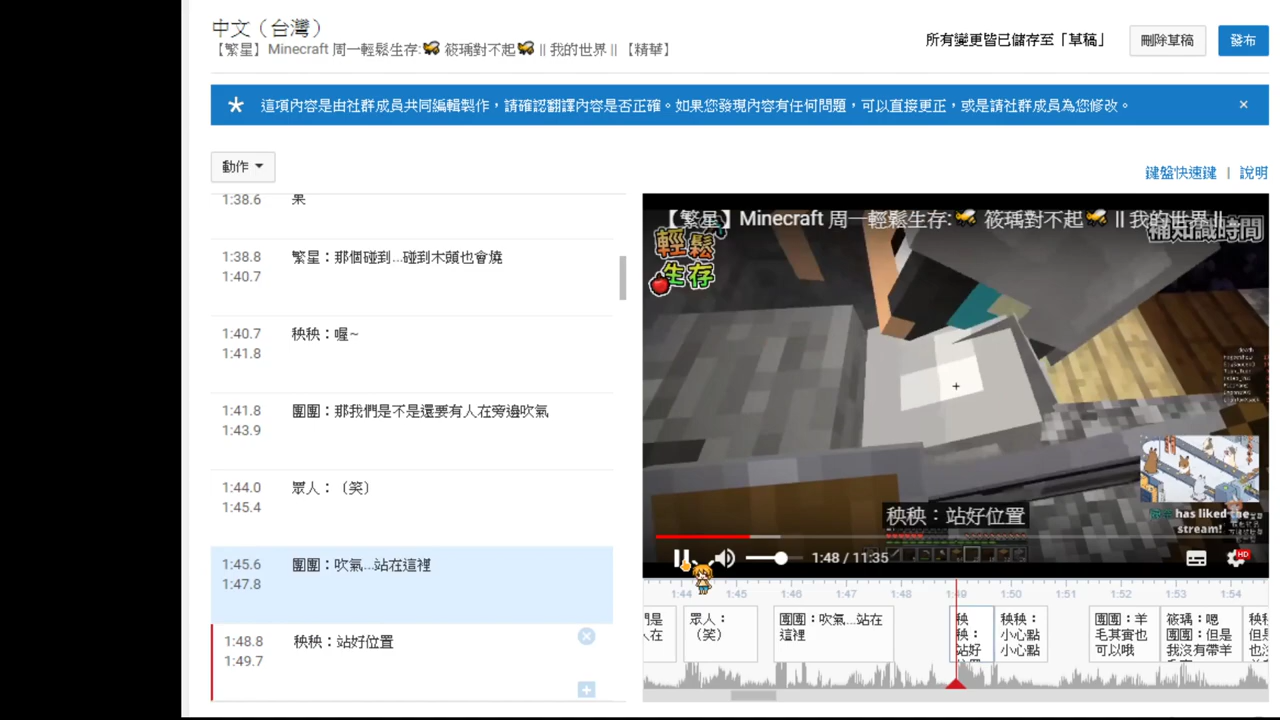 中文（台灣）
【繁星】Minecraft 周一輕鬆生存:🐝 筱瑀對不起🐝 || 我的世界 || 【精華】
所有變更皆已儲存至「草稿」
刪除草稿
發布
這項內容是由社群成員共同編輯製作，請確認翻譯內容是否正確。如果您發現內容有任何問題，可以直接更正，或是請社群成員為您修改。
動作
鍵盤快速鍵 | 說明
1:38.6 果
1:38.8 繁星：那個碰到...碰到木頭也會燒
1:40.7
1:40.7 秧秧：喔~
1:41.8
1:41.8 團團：那我們是不是還要有人在旁邊吹氣
1:43.9
1:44.0 眾人：（笑）
1:45.4
1:45.6 團團：吹氣...站在這裡
1:47.8
1:48.8 秧秧：站好位置
1:49.7
【繁星】Minecraft 周一輕鬆生存:🐝 筱瑀對不起🐝 || 我的世界 ||
補知識時間
輕鬆
生存
秧秧：站好位置
has liked the
stream!
1:48 / 11:35
HD
1:44 1:45 1:46 1:47 1:48 1:49 1:50 1:51 1:52 1:53 1:54
眾人：
（笑）
團團：吹氣...站在
這裡
秧
秧：
站好
秧秧：
小心點
小心點
團團：羊
毛其實也
可以哦
筱瑀：嗯
團團：但是
我沒有帶羊